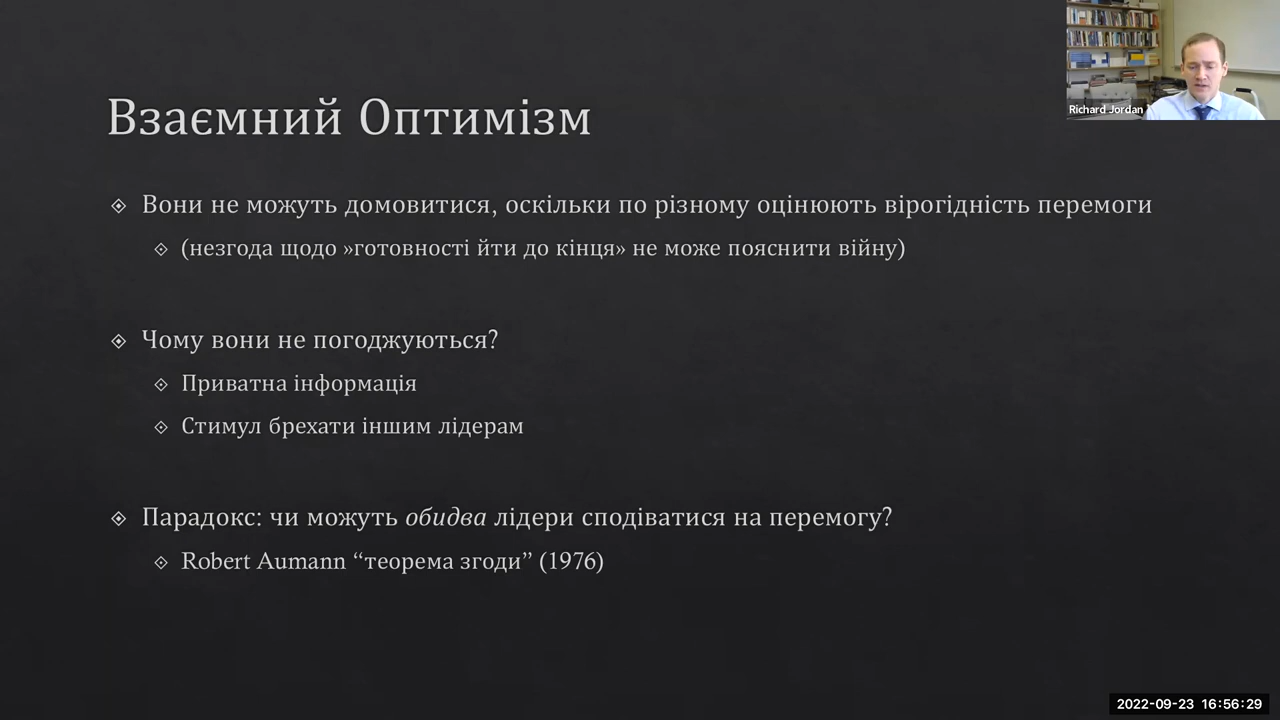 Richard Jordan
Взаємний Оптимізм
Вони не можуть домовитися, оскільки по різному оцінюють вірогідність перемоги
(незгода щодо »готовності йти до кінця» не може пояснити війну)
Чому вони не погоджуються?
Приватна інформація
Стимул брехати іншим лідерам
Парадокс: чи можуть обидва лідери сподіватися на перемогу?
Robert Aumann “теорема згоди” (1976)
2022-09-23 16:56:29